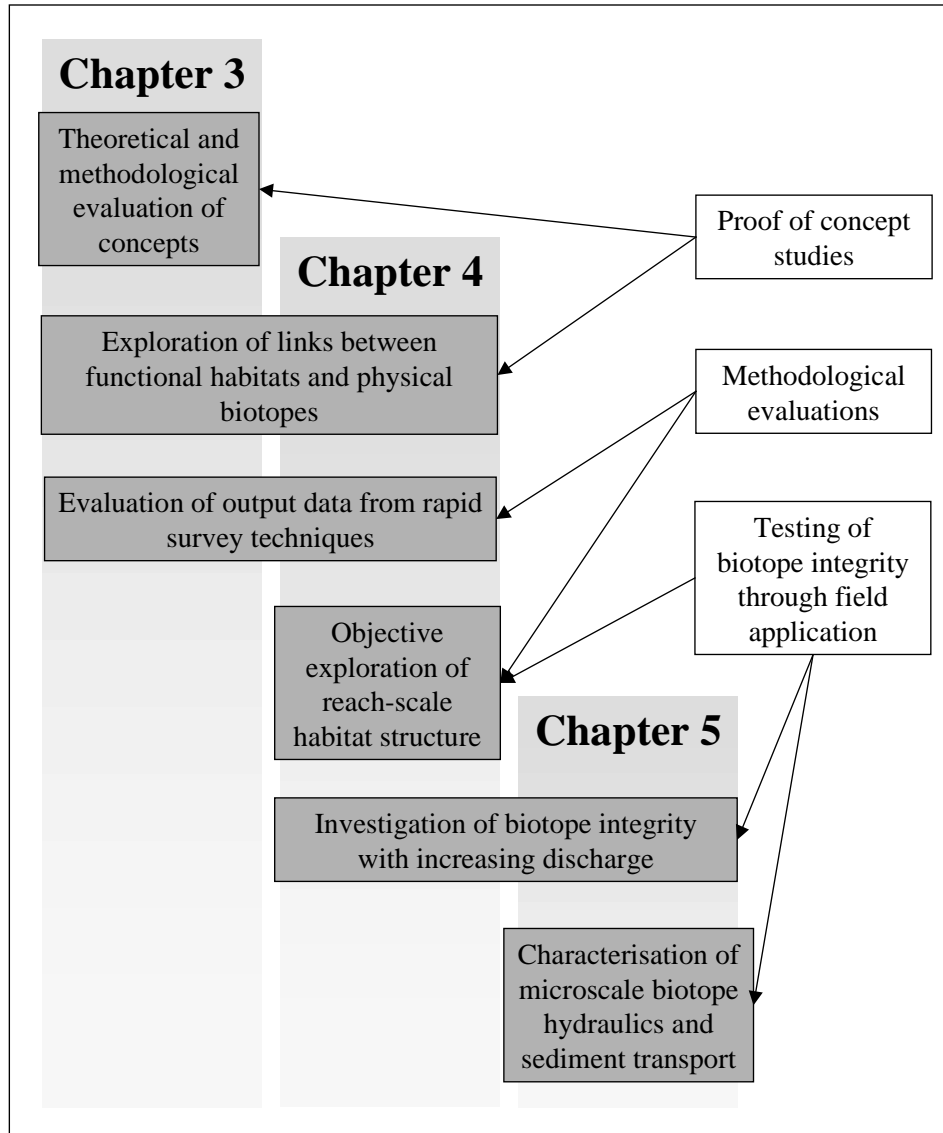 Chapter 3
Theoretical and
methodological
evaluation of
concepts
Proof of concept
studies
Chapter 4
Exploration of links between
functional habitats and physical
biotopes
Methodological
evaluations
Evaluation of output data from rapid
survey techniques
Testing of
biotope integrity
through field
application
Objective
exploration of
reach-scale
habitat structure
Chapter 5
Investigation of biotope integrity
with increasing discharge
Characterisation of
microscale biotope
hydraulics and
sediment transport